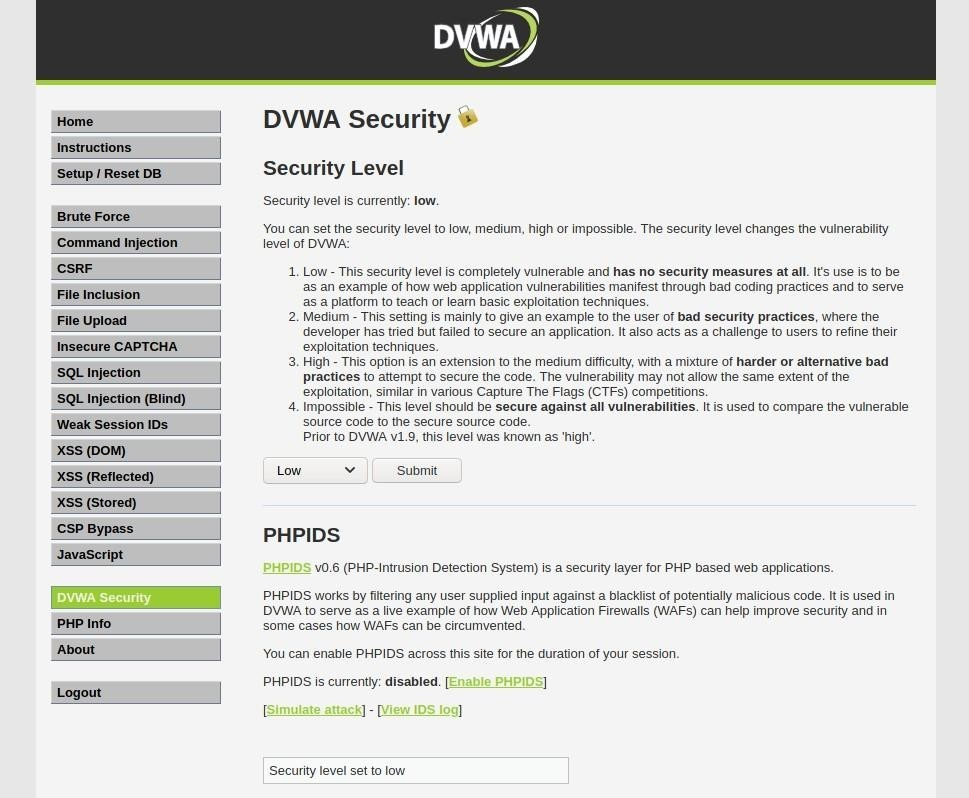 DVWA
Home
Instructions
Setup / Reset DB
Brute Force
Command Injection
CSRF
File Inclusion
File Upload
Insecure CAPTCHA
SQL Injection
SQL Injection (Blind)
Weak Session IDs
XSS (DOM)
XSS (Reflected)
XSS (Stored)
CSP Bypass
JavaScript
DVWA Security
PHP Info
About
Logout
DVWA Security
Security Level
Security level is currently: low.
You can set the security level to low, medium, high or impossible. The security level changes the vulnerability
level of DVWA:
1. Low - This security level is completely vulnerable and has no security measures at all. It's use is to be
as an example of how web application vulnerabilities manifest through bad coding practices and to serve
as a platform to teach or learn basic exploitation techniques.
2. Medium - This setting is mainly to give an example to the user of bad security practices, where the
developer has tried but failed to secure an application. It also acts as a challenge to users to refine their
exploitation techniques.
3. High - This option is an extension to the medium difficulty, with a mixture of harder or alternative bad
practices to attempt to secure the code. The vulnerability may not allow the same extent of the
exploitation, similar in various Capture The Flags (CTFs) competitions.
4. Impossible - This level should be secure against all vulnerabilities. It is used to compare the vulnerable
source code to the secure source code.
Prior to DVWA v1.9, this level was known as 'high'.
Low Submit
PHPIDS
PHPIDS v0.6 (PHP-Intrusion Detection System) is a security layer for PHP based web applications.
PHPIDS works by filtering any user supplied input against a blacklist of potentially malicious code. It is used in
DVWA to serve as a live example of how Web Application Firewalls (WAFs) can help improve security and in
some cases how WAFs can be circumvented.
You can enable PHPIDS across this site for the duration of your session.
PHPIDS is currently: disabled. [Enable PHPIDS]
[Simulate attack] - [View IDS log]
Security level set to low